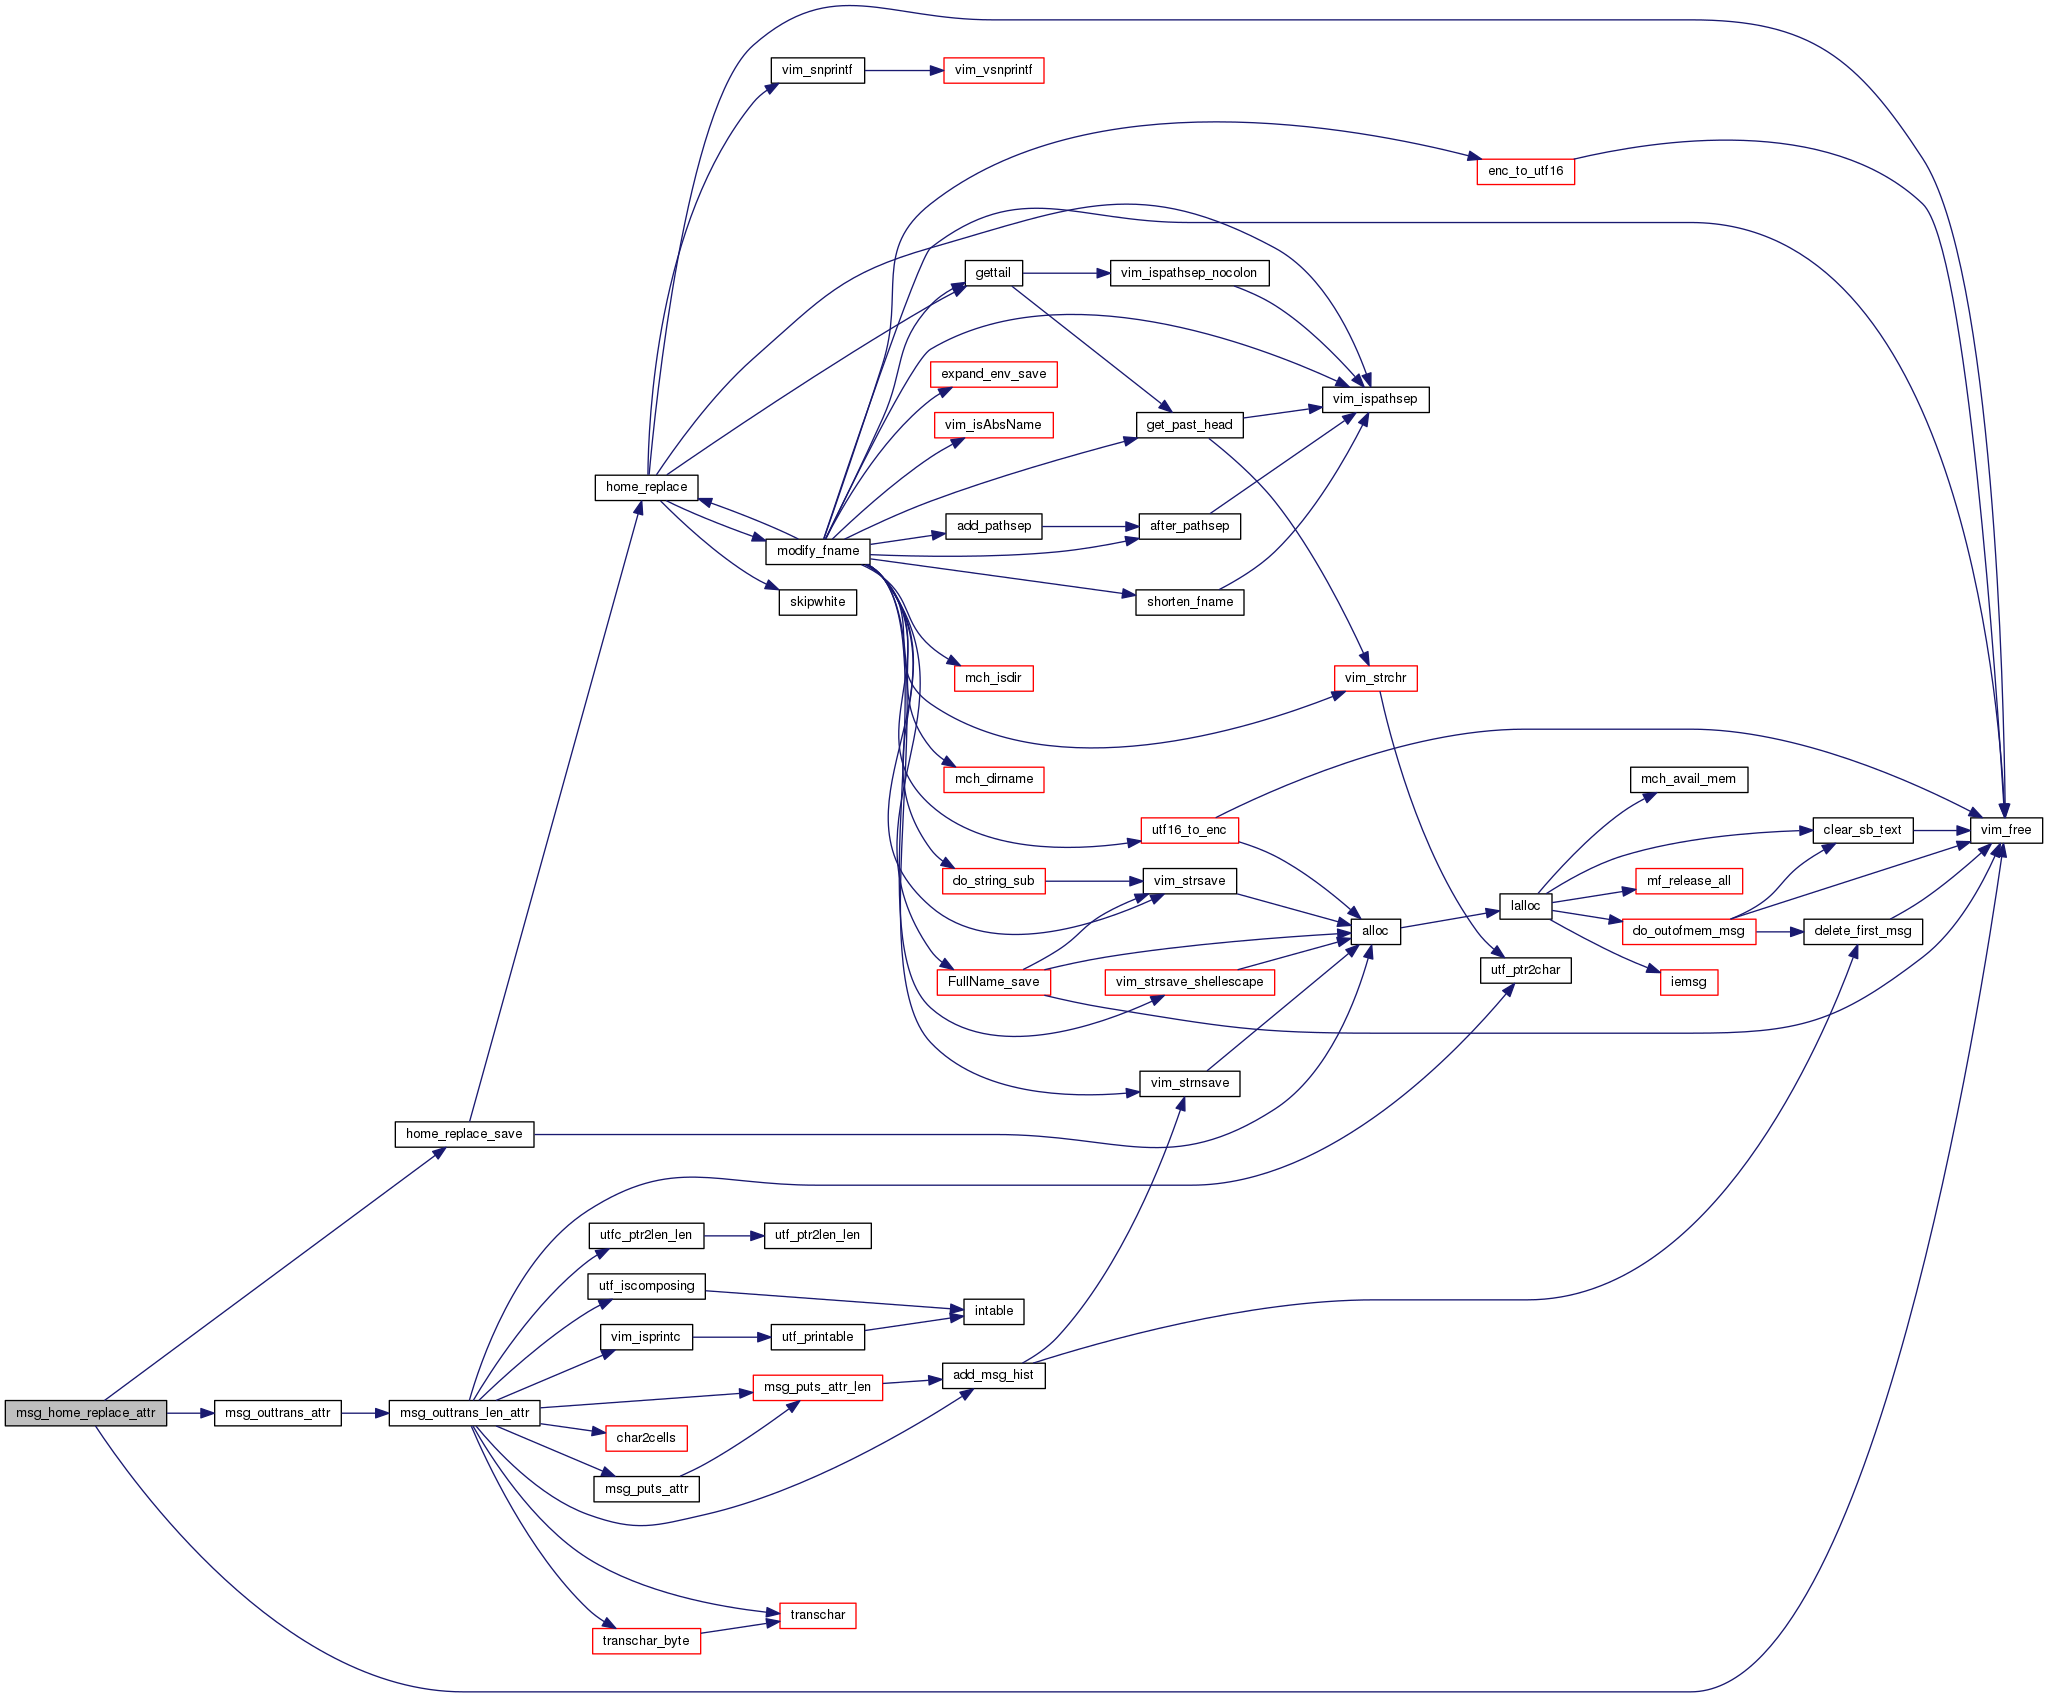 vim_snprintf
vim_vsnprintf
enc_to_utf16
gettail
vim_ispathsep_nocolon
expand_env_save
vim_ispathsep
vim_isAbsName
get_past_head
home_replace
add_pathsep
after_pathsep
modify_fname
skipwhite
shorten_fname
mch_isdir
vim_strchr
mch_dirname
mch_avail_mem
utf16_to_enc
clear_sb_text
vim_free
do_string_sub
vim_strsave
mf_release_all
lalloc
alloc
do_outofmem_msg
delete_first_msg
utf_ptr2char
FullName_save
vim_strsave_shellescape
iemsg
vim_strnsave
home_replace_save
utfc_ptr2len_len
utf_ptr2len_len
utf_iscomposing
intable
vim_isprintc
utf_printable
add_msg_hist
msg_puts_attr_len
msg_home_replace_attr
msg_outtrans_attr
msg_outtrans_len_attr
char2cells
msg_puts_attr
transchar
transchar_byte